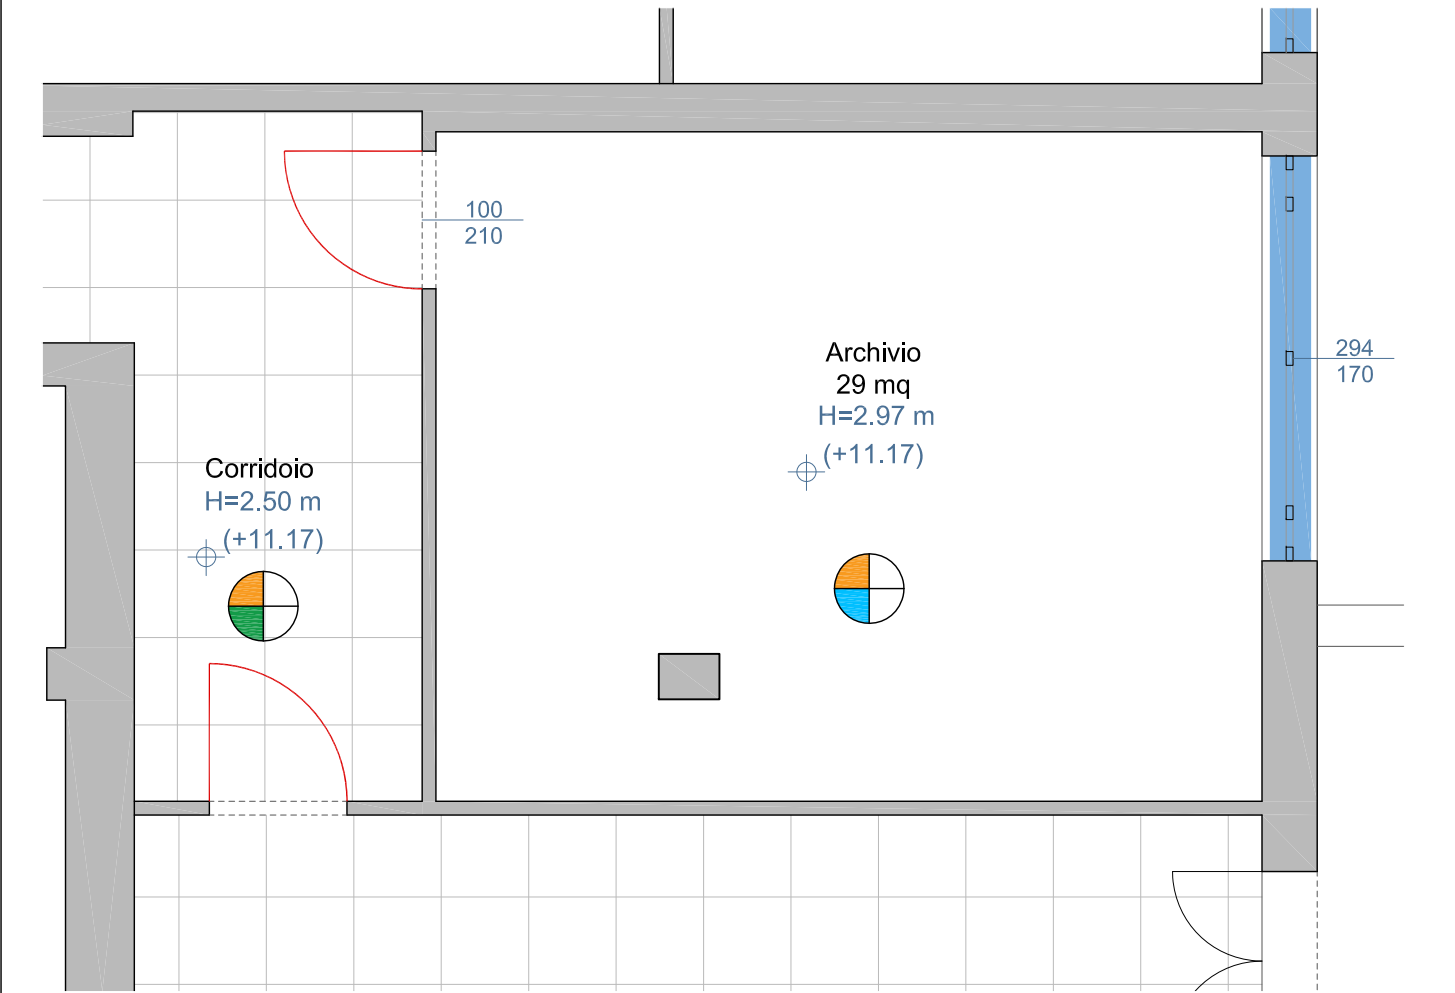 100
210
Archivio
29 mq
H=2.97 m
(+11.17)
294
170
Corridoio
H=2.50 m
(+11.17)